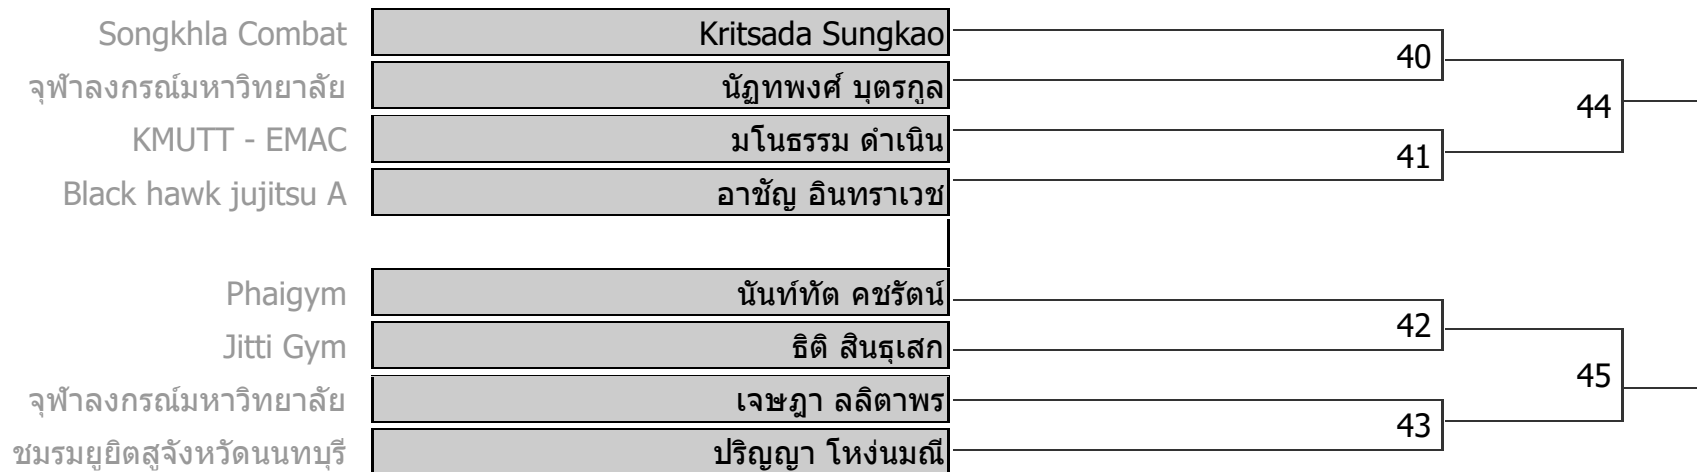 Songkhla Combat Kritsada Sungkao
40
จุฬาลงกรณ์มหาวิทยาลัย นัฏทพงศ์ บุตรกูล
44
KMUTT - EMAC มโนธรรม ดำเนิน
41
Black hawk jujitsu A อาชัญ อินทราเวช
Phaigym นันท์ทัต คชรัตน์
42
Jitti Gym ธิติ สินธุเสก
45
จุฬาลงกรณ์มหาวิทยาลัย เจษฎา ลลิตาพร
43
ชมรมยูยิตสูจังหวัดนนทบุรี ปริญญา โหง่นมณี